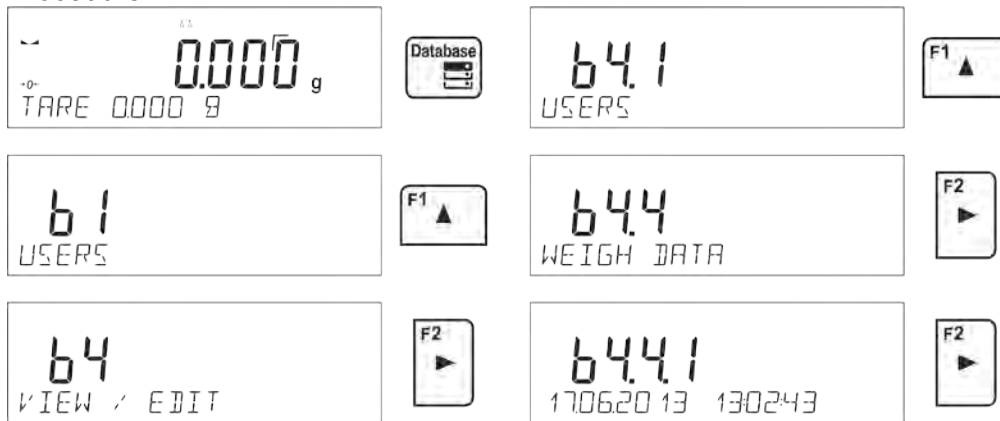 0.000 g
→0←
TARE 0.000 g
Database
b1
USERS
F1
b4
VIEW / EDIT
F2
b4.1
USERS
F1
b4.4
WEIGH DATA
F2
b4.4.1
17.06.2013 13:02:43
F2